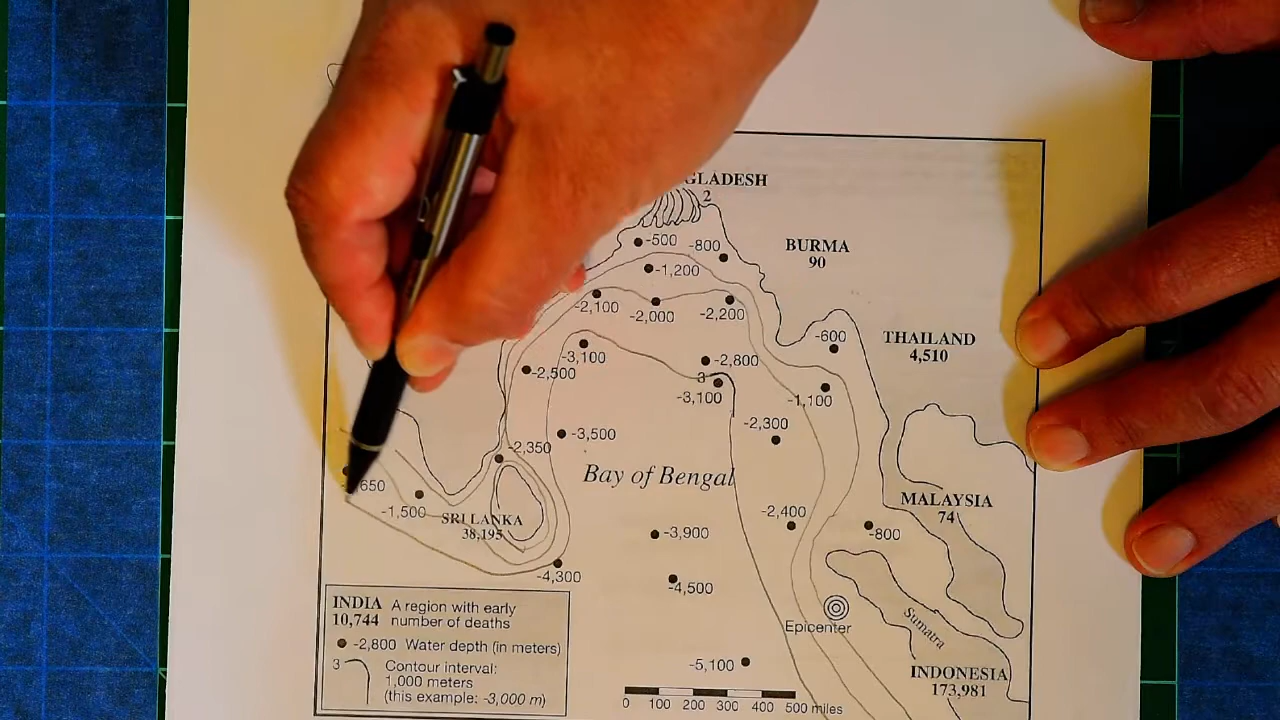 GLADESH
2
-500
-800
BURMA
90
-1,200
-2,100
-2,000
-2,200
-600
THAILAND
4,510
-3,100
-2,800
-2,500
3
-3,100
-1,100
-2,300
-3,500
-2,350
Bay of Bengal
650
-1,500
SRI LANKA
38,195
-2,400
MALAYSIA
74
-800
-3,900
-4,300
-4,500
Epicenter
Sumatra
INDIA
10,744
A region with early
number of deaths
-2,800 Water depth (in meters)
3
Contour interval:
1,000 meters
(this example: -3,000 m)
-5,100
INDONESIA
173,981
0 100 200 300 400 500 miles